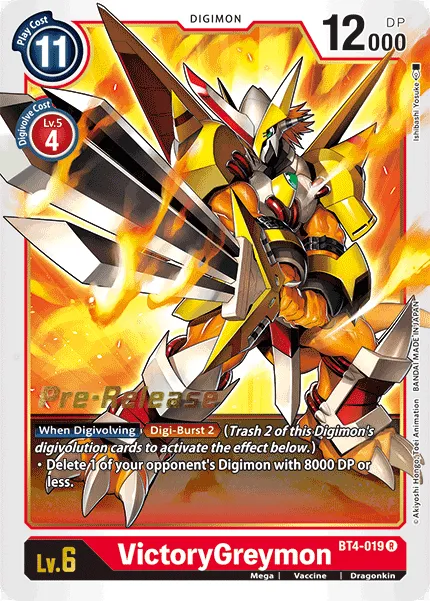 Play Cost
11
DIGIMON
DP
12000
Digivolve Cost
Lv.5
4
Ishibashi Yosuke
Pre-Release
When Digivolving Digi-Burst 2 (Trash 2 of this Digimon's
digivolution cards to activate the effect below.)
• Delete 1 of your opponent's Digimon with 8000 DP or
less.
©Akiyoshi Hongo, Toei Animation BANDAI MADE IN JAPAN
Lv.6
VictoryGreymon
BT4-019 R
Mega | Vaccine | Dragonkin